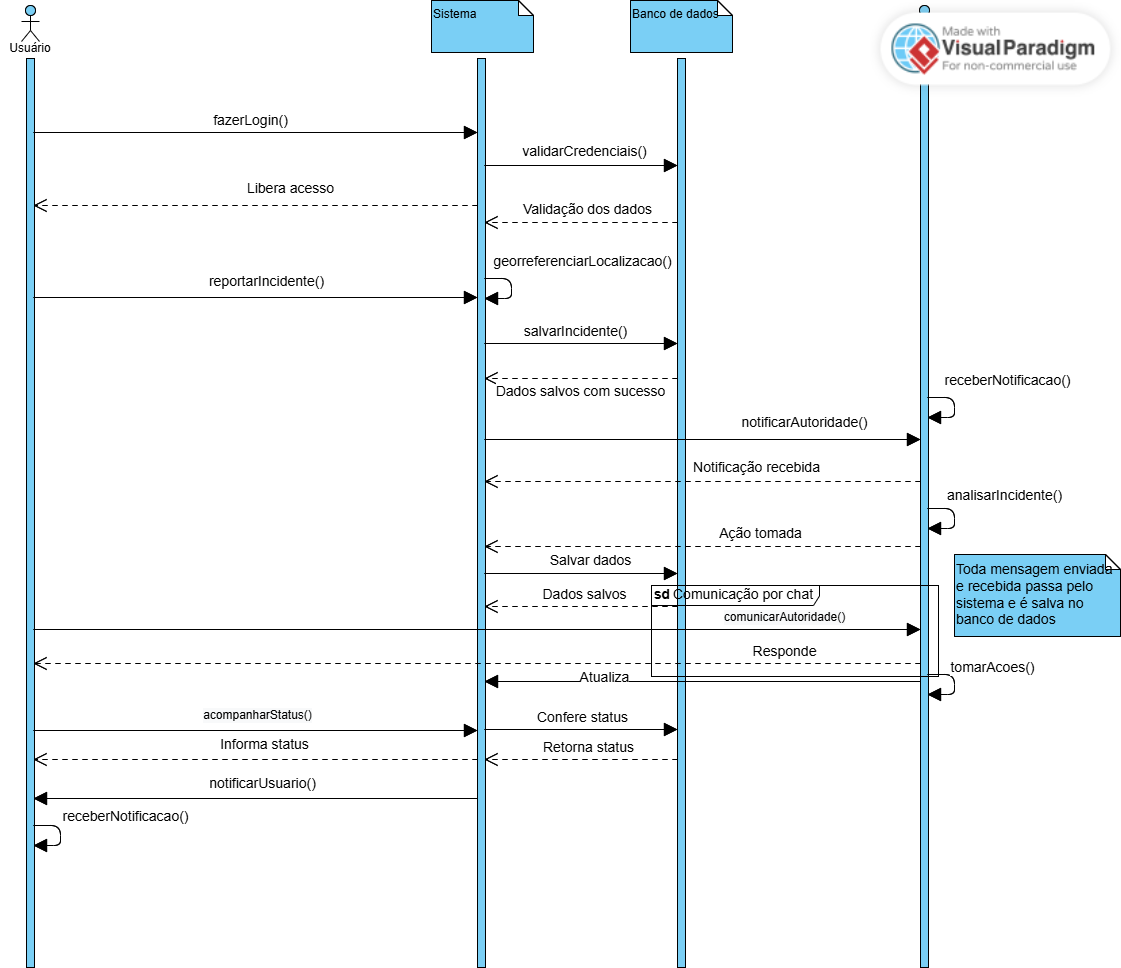 Sistema
Banco de dados
Made with
Visual Paradigm
For non-commercial use
Usuário
fazerLogin()
validarCredenciais()
Libera acesso
Validação dos dados
georreferenciarLocalizacao()
reportarIncidente()
salvarIncidente()
receberNotificacao()
Dados salvos com sucesso
notificarAutoridade()
Notificação recebida
analisarIncidente()
Ação tomada
Salvar dados
Toda mensagem enviada
e recebida passa pelo
sistema e é salva no
banco de dados
Dados salvos
sd Comunicação por chat
comunicarAutoridade()
Responde
tomarAcoes()
Atualiza
acompanharStatus()
Confere status
Informa status
Retorna status
notificarUsuario()
receberNotificacao()